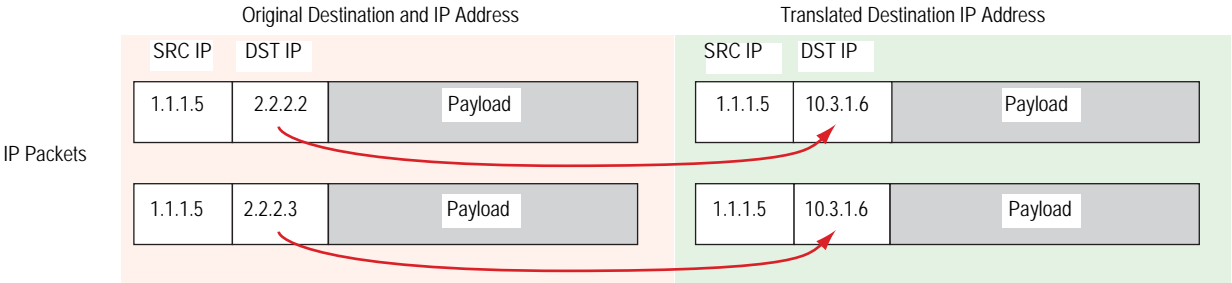 Original Destination and IP Address
Translated Destination IP Address
SRC IP DST IP
SRC IP DST IP
1.1.1.5 2.2.2.2 Payload
1.1.1.5 10.3.1.6 Payload
IP Packets
1.1.1.5 2.2.2.3 Payload
1.1.1.5 10.3.1.6 Payload